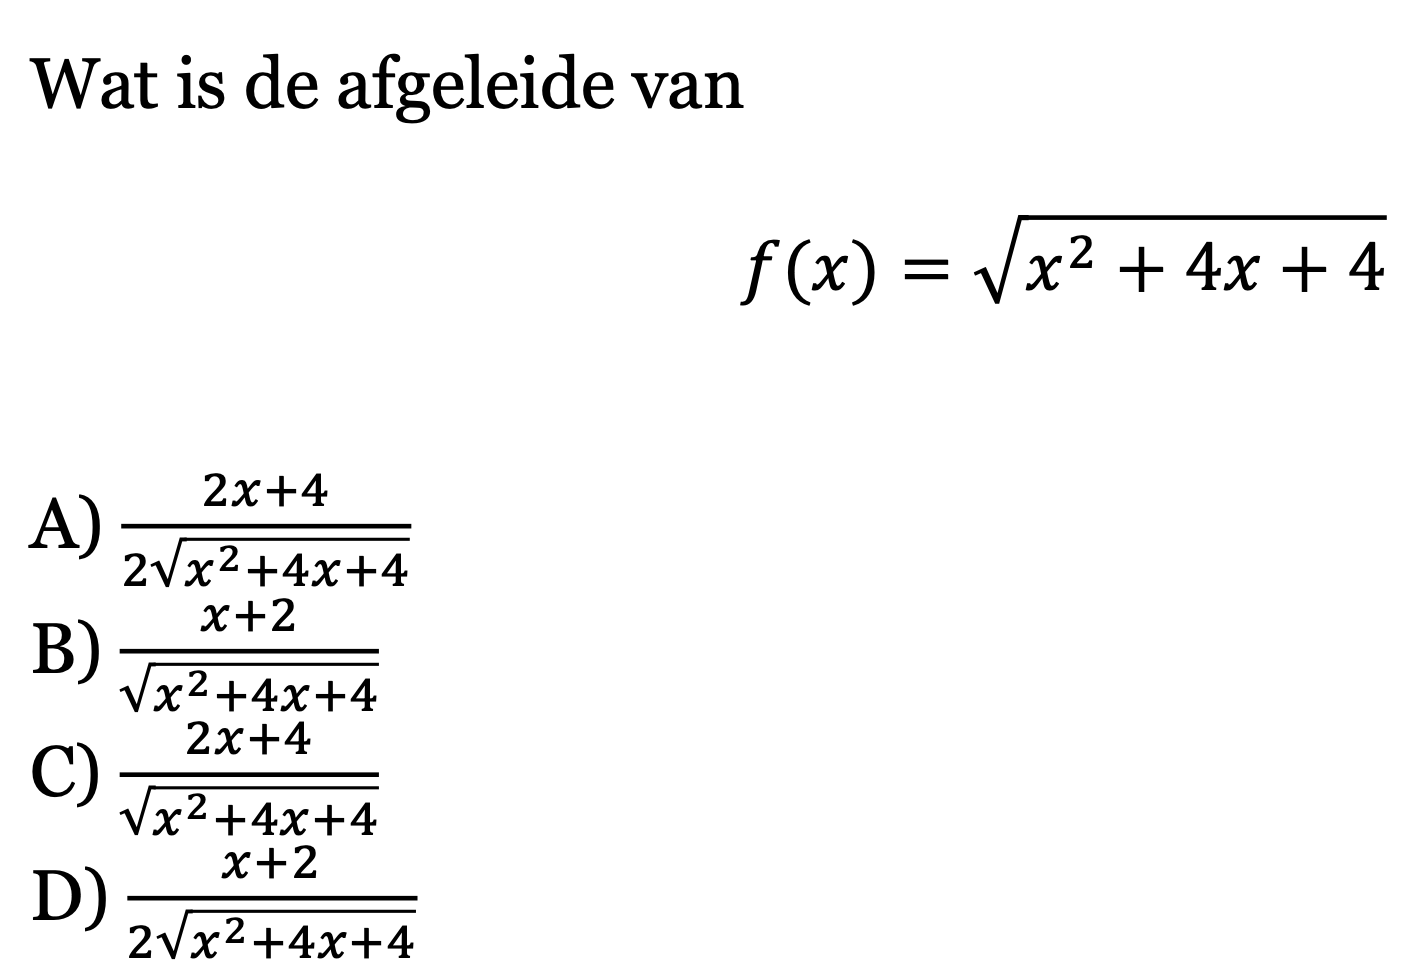 Wat is de afgeleide van
f(x) = √(x² + 4x + 4)
A) (2x+4)/(2√(x²+4x+4))
B) (x+2)/(√(x²+4x+4))
C) (2x+4)/(√(x²+4x+4))
D) (x+2)/(2√(x²+4x+4))